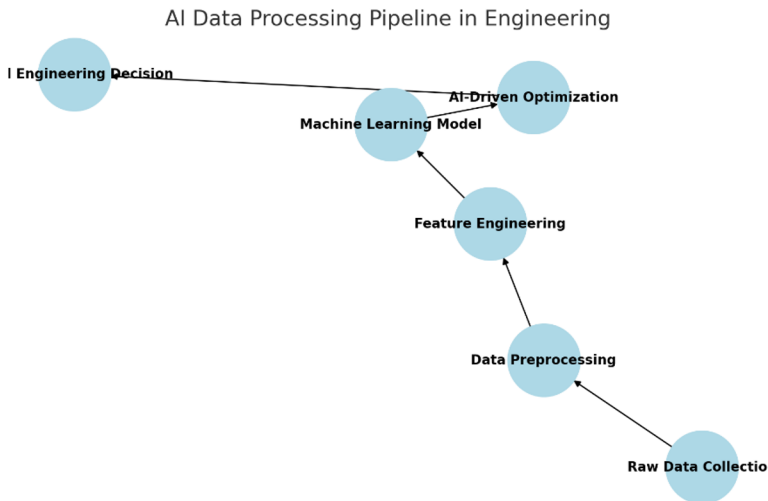 AI Data Processing Pipeline in Engineering
l Engineering Decision
AI-Driven Optimization
Machine Learning Model
Feature Engineering
Data Preprocessing
Raw Data Collectio